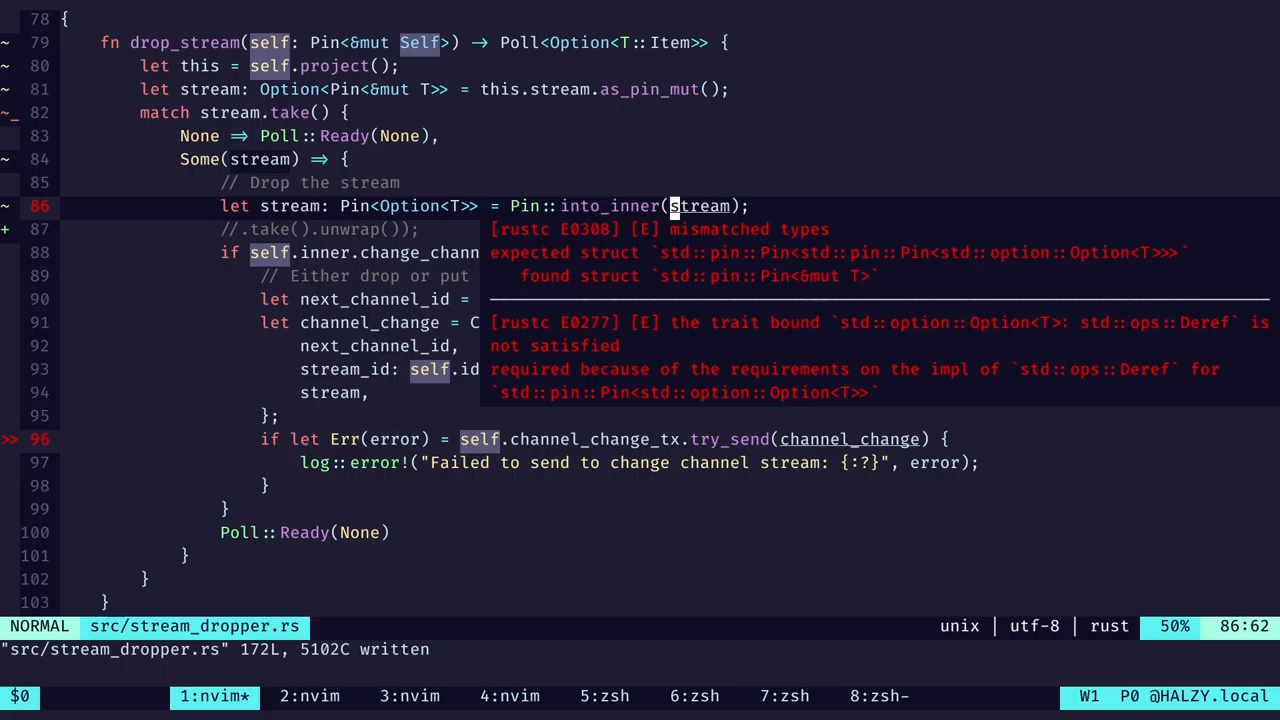 78 {
~ 79     fn drop_stream(self: Pin<&mut Self>) -> Poll<Option<T::Item>> {
~ 80         let this = self.project();
~ 81         let stream: Option<Pin<&mut T>> = this.stream.as_pin_mut();
~_ 82         match stream.take() {
83             None => Poll::Ready(None),
~ 84             Some(stream) => {
85                 // Drop the stream
~ 86                 let stream: Pin<Option<T>> = Pin::into_inner(stream);
+ 87                 //.take().unwrap());
[rustc E0308] [E] mismatched types
88                 if self.inner.change_chann
expected struct `std::pin::Pin<std::pin::Pin<std::option::Option<T>>>`
89                     // Either drop or put
found struct `std::pin::Pin<&mut T>`
90                     let next_channel_id =
91                     let channel_change = C
[rustc E0277] [E] the trait bound `std::option::Option<T>: std::ops::Deref` is
92                         next_channel_id,
not satisfied
93                         stream_id: self.id
required because of the requirements on the impl of `std::ops::Deref` for
94                         stream,
`std::pin::Pin<std::option::Option<T>>`
95                     };
>> 96                     if let Err(error) = self.channel_change_tx.try_send(channel_change) {
97                         log::error!("Failed to send to change channel stream: {:?}", error);
98                     }
99                 }
100                 Poll::Ready(None)
101             }
102         }
103     }
NORMAL src/stream_dropper.rs unix | utf-8 | rust 50% 86:62
"src/stream_dropper.rs" 172L, 5102C written
$0 1:nvim* 2:nvim 3:nvim 4:nvim 5:zsh 6:zsh 7:zsh 8:zsh- W1 P0 @HALZY.local